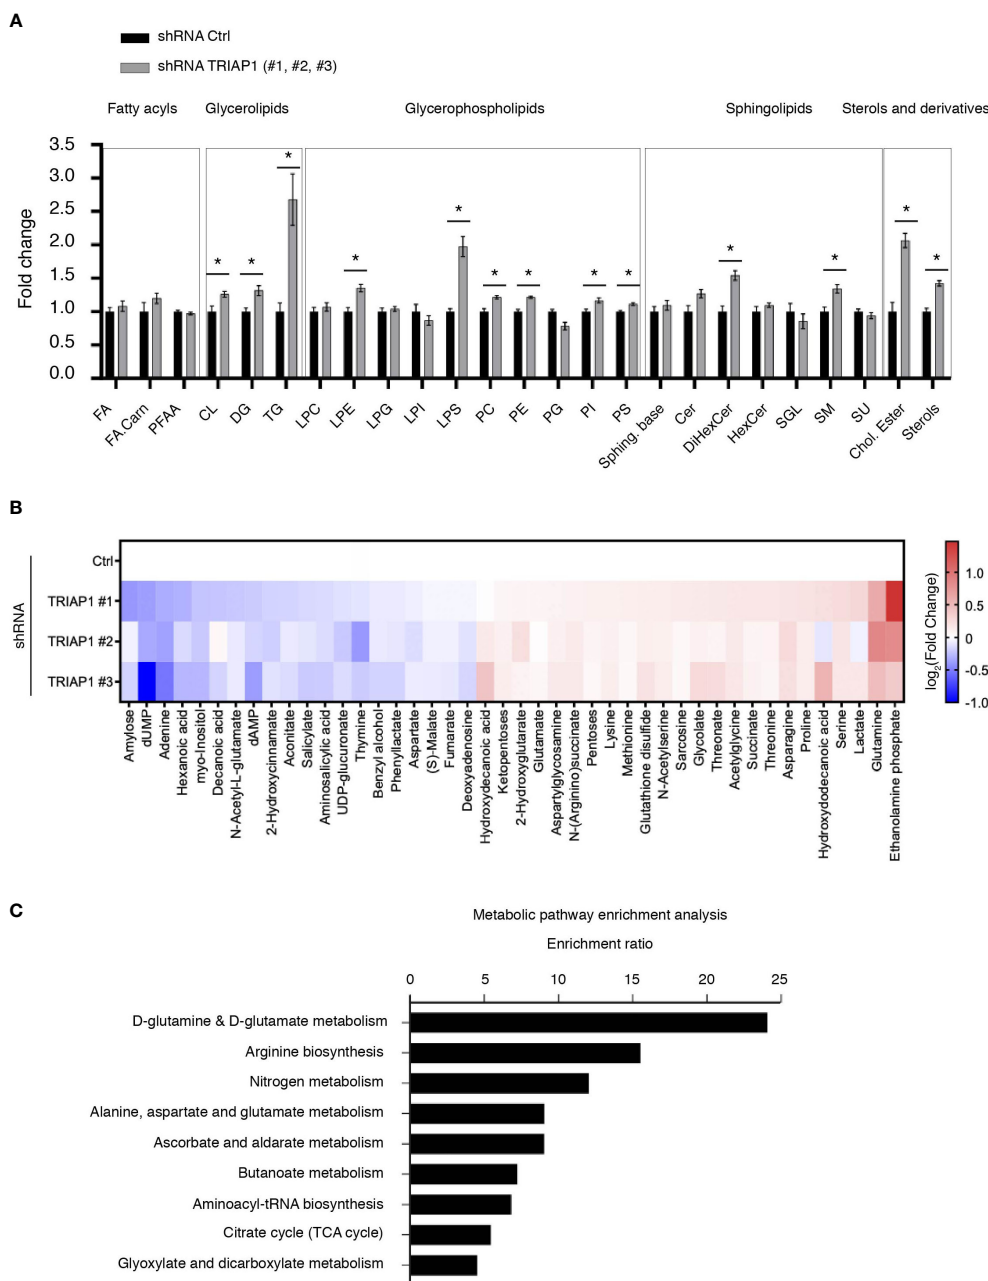 A
shRNA Ctrl
shRNA TRIAP1 (#1, #2, #3)
Fatty acyls
Glycerolipids
Glycerophospholipids
Sphingolipids
Sterols and derivatives
Fold change
3.5
3.0
2.5
2.0
1.5
1.0
0.5
0.0
*
*
*
*
*
*
*
*
*
*
*
*
*
FA
FA.Carn
PFAA
CL
DG
TG
LPC
LPE
LPG
LPI
LPS
PC
PE
PG
PI
PS
Sphing. base
Cer
DiHexCer
HexCer
SGL
SM
SU
Chol. Ester
Sterols
B
shRNA
Ctrl
TRIAP1 #1
TRIAP1 #2
TRIAP1 #3
1.0
0.5
0
-0.5
-1.0
log2(Fold Change)
Amylose
dUMP
Adenine
Hexanoic acid
myo-Inositol
Decanoic acid
N-Acetyl-L-glutamate
dAMP
2-Hydroxycinnamate
Aconitate
Salicylate
Aminosalicylic acid
UDP-glucuronate
Thymine
Benzyl alcohol
Phenyllactate
Aspartate
(S)-Malate
Fumarate
Deoxyadenosine
Hydroxydecanoic acid
Ketopentoses
2-Hydroxyglutarate
Glutamate
Aspartylglycosamine
N-(Arginino)succinate
Pentoses
Lysine
Methionine
Glutathione disulfide
N-Acetylserine
Sarcosine
Glycolate
Threonate
Acetylglycine
Succinate
Threonine
Asparagine
Proline
Hydroxydodecanoic acid
Serine
Lactate
Glutamine
Ethanolamine phosphate
C
Metabolic pathway enrichment analysis
Enrichment ratio
0 5 10 15 20 25
D-glutamine & D-glutamate metabolism
Arginine biosynthesis
Nitrogen metabolism
Alanine, aspartate and glutamate metabolism
Ascorbate and aldarate metabolism
Butanoate metabolism
Aminoacyl-tRNA biosynthesis
Citrate cycle (TCA cycle)
Glyoxylate and dicarboxylate metabolism